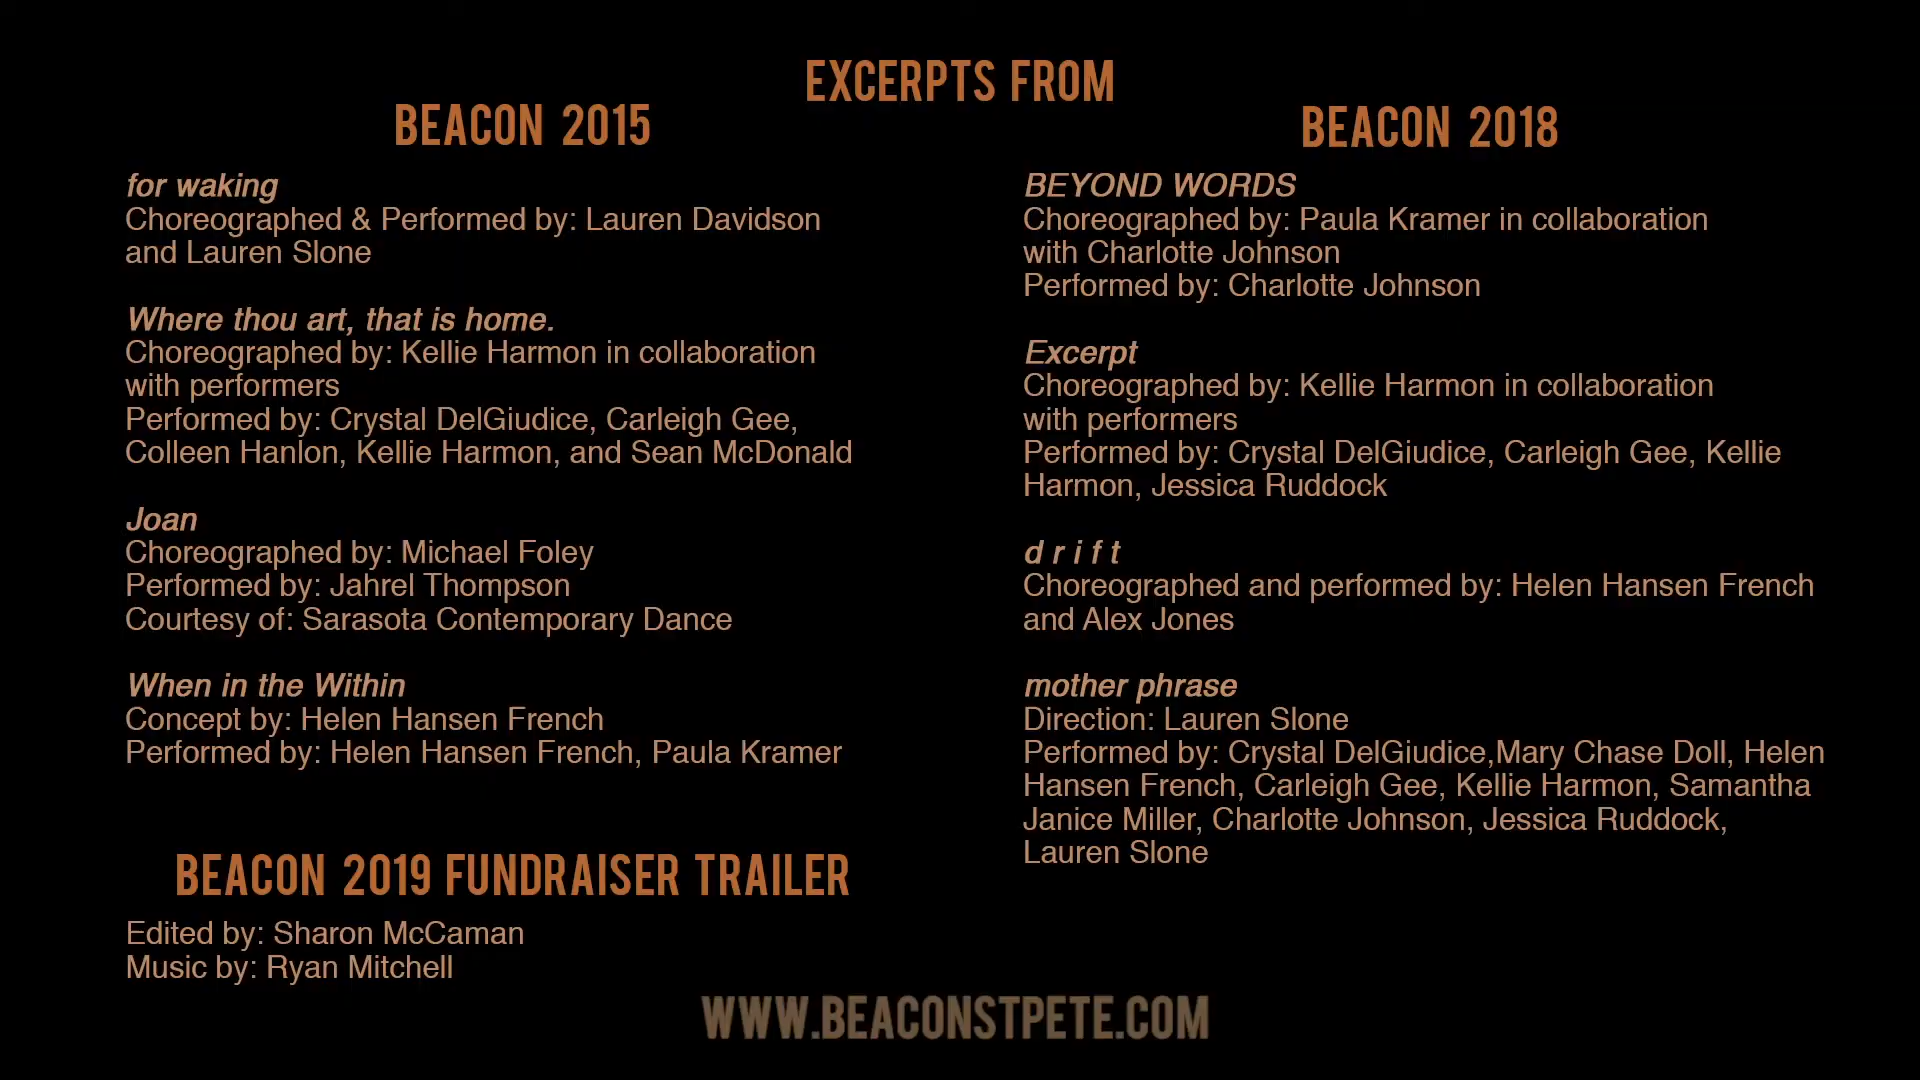 EXCERPTS FROM
BEACON 2015
for waking
Choreographed & Performed by: Lauren Davidson
and Lauren Slone
Where thou art, that is home.
Choreographed by: Kellie Harmon in collaboration
with performers
Performed by: Crystal DelGiudice, Carleigh Gee,
Colleen Hanlon, Kellie Harmon, and Sean McDonald
Joan
Choreographed by: Michael Foley
Performed by: Jahrel Thompson
Courtesy of: Sarasota Contemporary Dance
When in the Within
Concept by: Helen Hansen French
Performed by: Helen Hansen French, Paula Kramer
BEACON 2018
BEYOND WORDS
Choreographed by: Paula Kramer in collaboration
with Charlotte Johnson
Performed by: Charlotte Johnson
Excerpt
Choreographed by: Kellie Harmon in collaboration
with performers
Performed by: Crystal DelGiudice, Carleigh Gee, Kellie
Harmon, Jessica Ruddock
d r i f t
Choreographed and performed by: Helen Hansen French
and Alex Jones
mother phrase
Direction: Lauren Slone
Performed by: Crystal DelGiudice,Mary Chase Doll, Helen
Hansen French, Carleigh Gee, Kellie Harmon, Samantha
Janice Miller, Charlotte Johnson, Jessica Ruddock,
Lauren Slone
BEACON 2019 FUNDRAISER TRAILER
Edited by: Sharon McCaman
Music by: Ryan Mitchell
WWW.BEACONSTPETE.COM